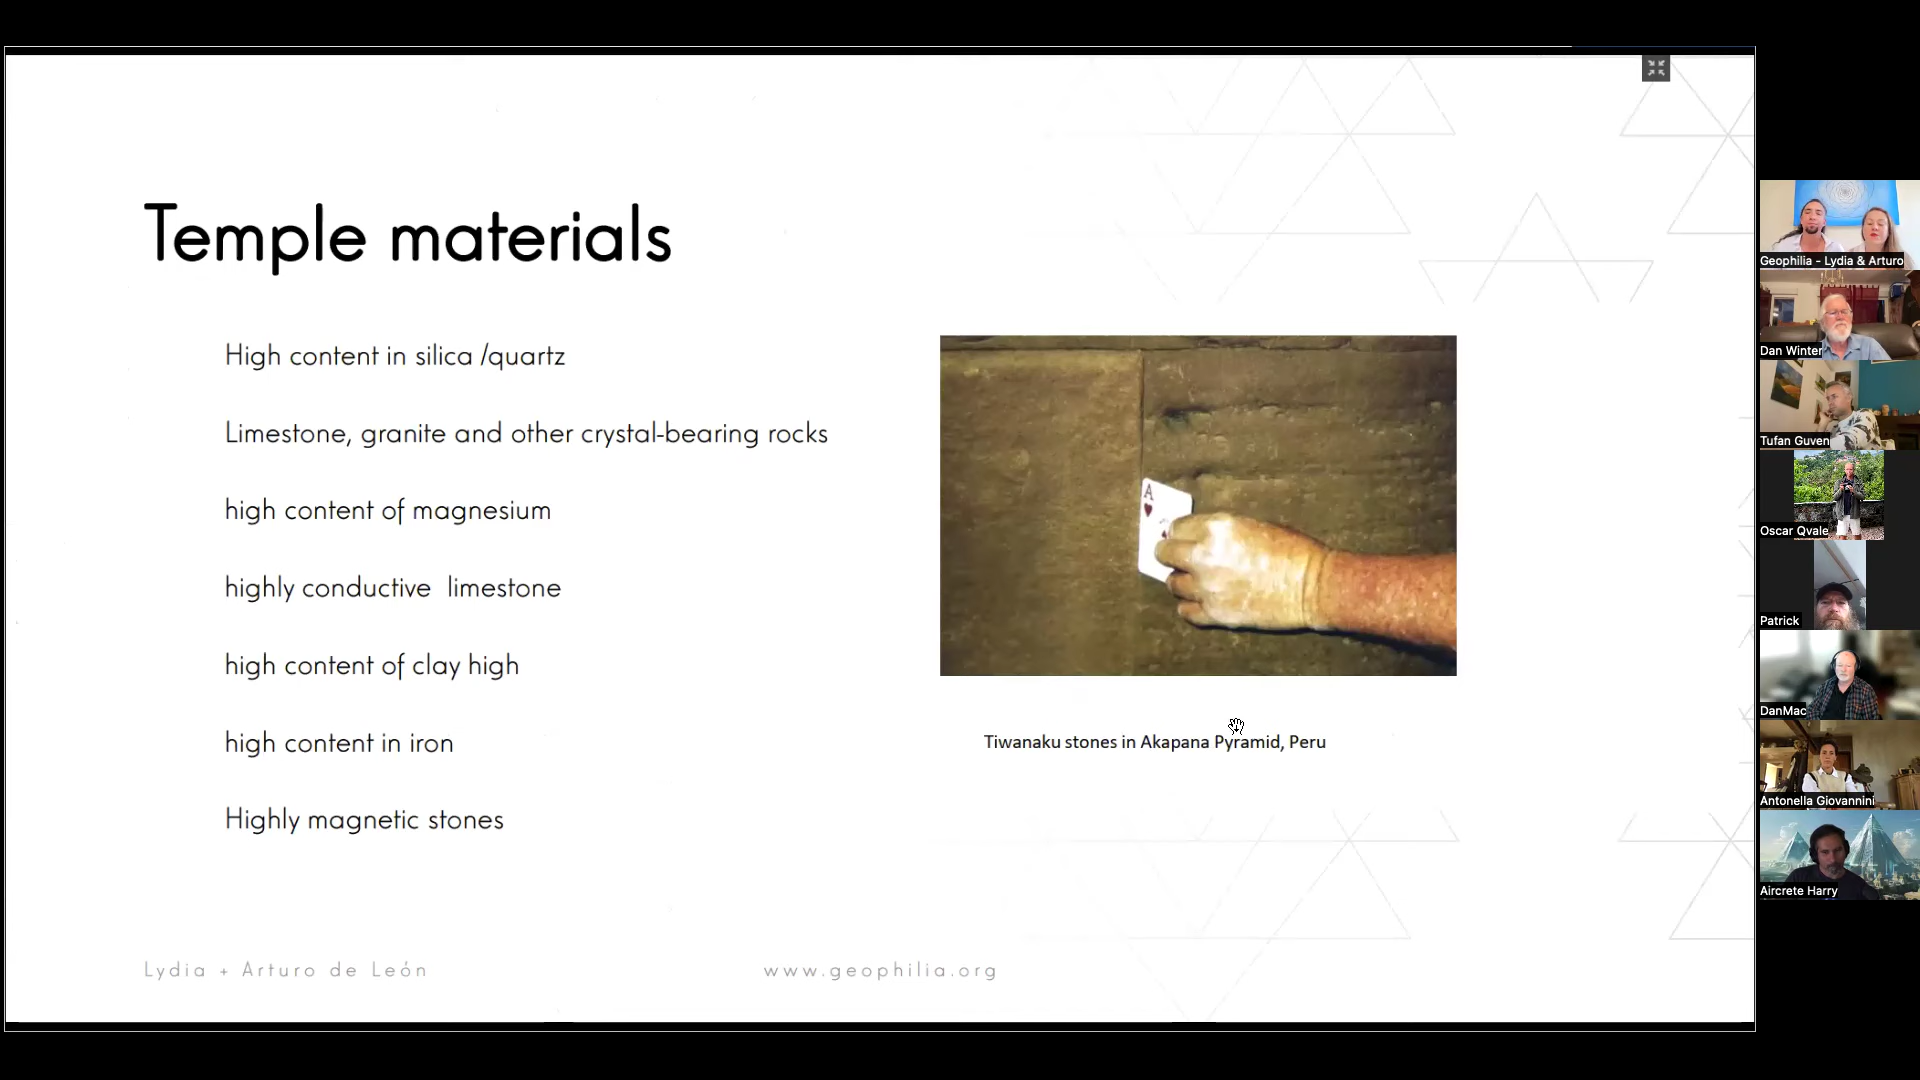 Temple materials
High content in silica /quartz
Limestone, granite and other crystal-bearing rocks
high content of magnesium
highly conductive  limestone
high content of clay high
high content in iron
Highly magnetic stones
A
Tiwanaku stones in Akapana Pyramid, Peru
Lydia + Arturo de León
www.geophilia.org
Geophilia - Lydia & Arturo
Dan Winter
Tufan Guven
Oscar Qvale
Patrick
DanMac
Antonella Giovannini
Aircrete Harry